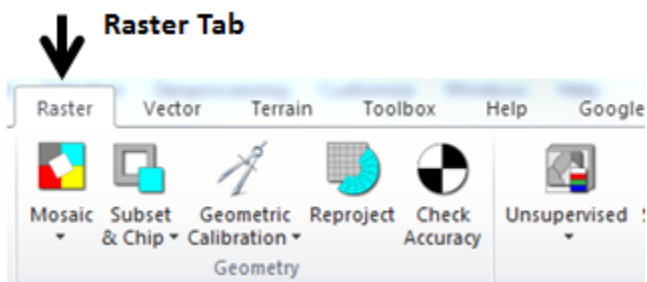 Raster Tab
Raster Vector Terrain Toolbox Help Google
Mosaic Subset Geometric Reproject Check Unsupervised
& Chip Calibration Accuracy
Geometry